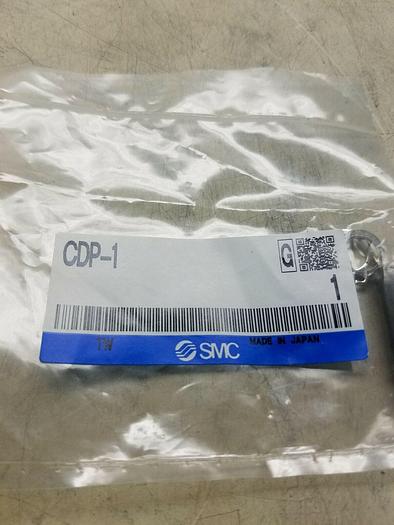 CDP-1
G
1
TW
SMC
MADE IN JAPAN